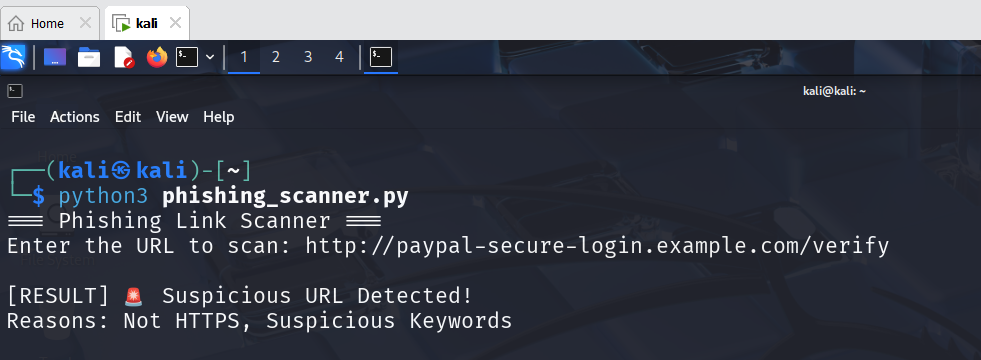 Home
kali
1 2 3 4
kali@kali: ~
File Actions Edit View Help
┌──(kali㉿kali)-[~]
└─$ python3 phishing_scanner.py
=== Phishing Link Scanner ===
Enter the URL to scan: http://paypal-secure-login.example.com/verify
[RESULT] 🚨 Suspicious URL Detected!
Reasons: Not HTTPS, Suspicious Keywords